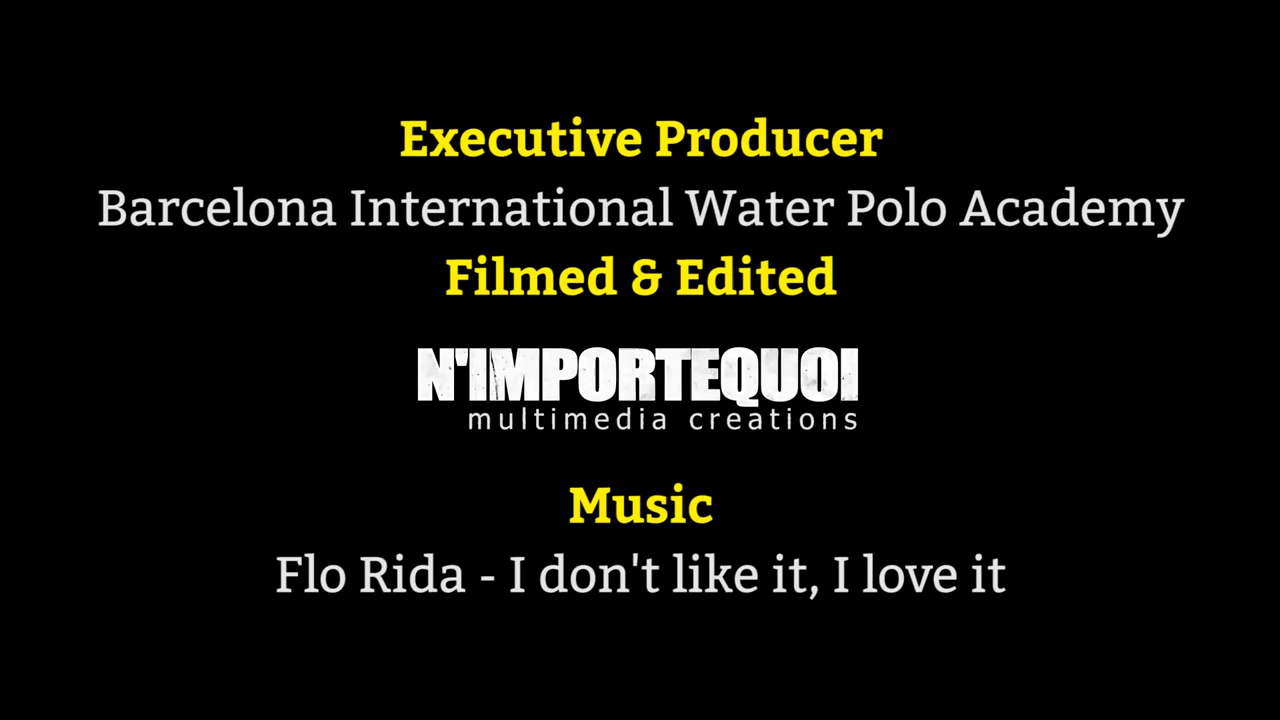 Executive Producer
Barcelona International Water Polo Academy
Filmed & Edited
N'IMPORTEQUOI
multimedia creations
Music
Flo Rida - I don't like it, I love it